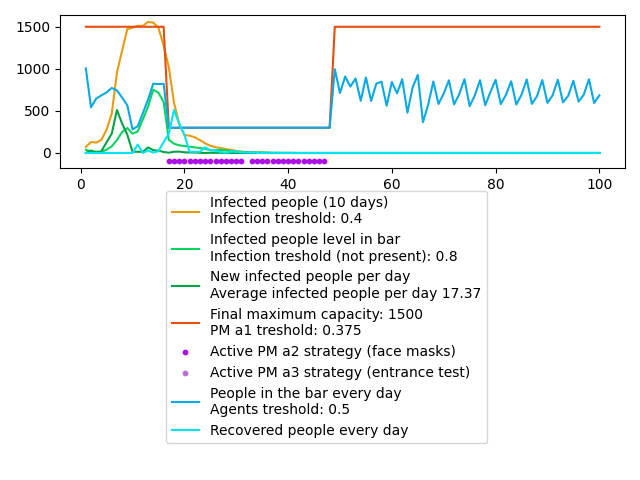 1500
1000
500
0
0
20
40
60
80
100
Infected people (10 days)
Infection treshold: 0.4
Infected people level in bar
Infection treshold (not present): 0.8
New infected people per day
Average infected people per day 17.37
Final maximum capacity: 1500
PM a1 treshold: 0.375
Active PM a2 strategy (face masks)
Active PM a3 strategy (entrance test)
People in the bar every day
Agents treshold: 0.5
Recovered people every day